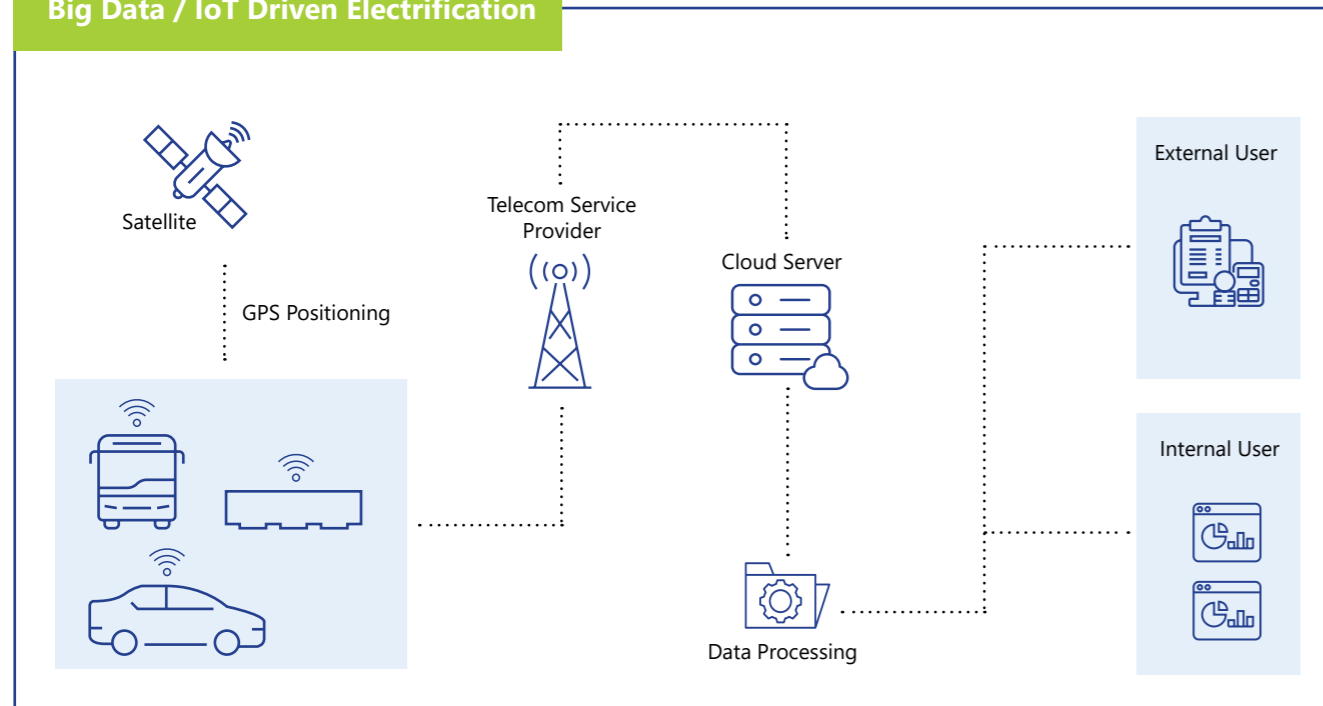 Big Data / IoT Driven Electrification
Satellite
GPS Positioning
Telecom Service
Provider
Cloud Server
Data Processing
External User
Internal User